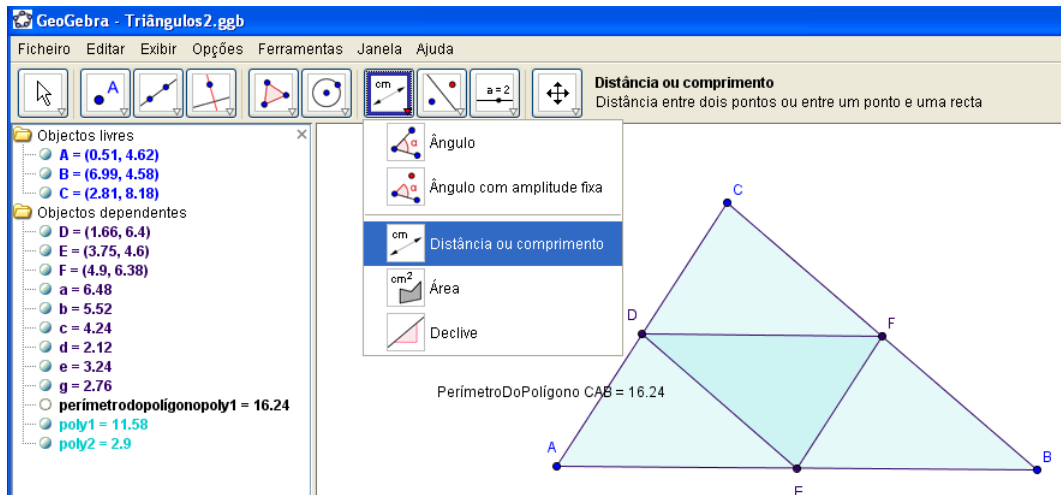 GeoGebra - Triângulos2.ggb
Ficheiro Editar Exibir Opções Ferramentas Janela Ajuda
A
cm
a = 2
Distância ou comprimento
Distância entre dois pontos ou entre um ponto e uma recta
Objectos livres
A = (0.51, 4.62)
B = (6.99, 4.58)
C = (2.81, 8.18)
Objectos dependentes
D = (1.66, 6.4)
E = (3.75, 4.6)
F = (4.9, 6.38)
a = 6.48
b = 5.52
c = 4.24
d = 2.12
e = 3.24
g = 2.76
perímetrodopolígonopoly1 = 16.24
poly1 = 11.58
poly2 = 2.9
α Ângulo
α Ângulo com amplitude fixa
cm Distância ou comprimento
cm2 Área
Declive
C
D
F
PerímetroDoPolígono CAB = 16.24
A
B
E